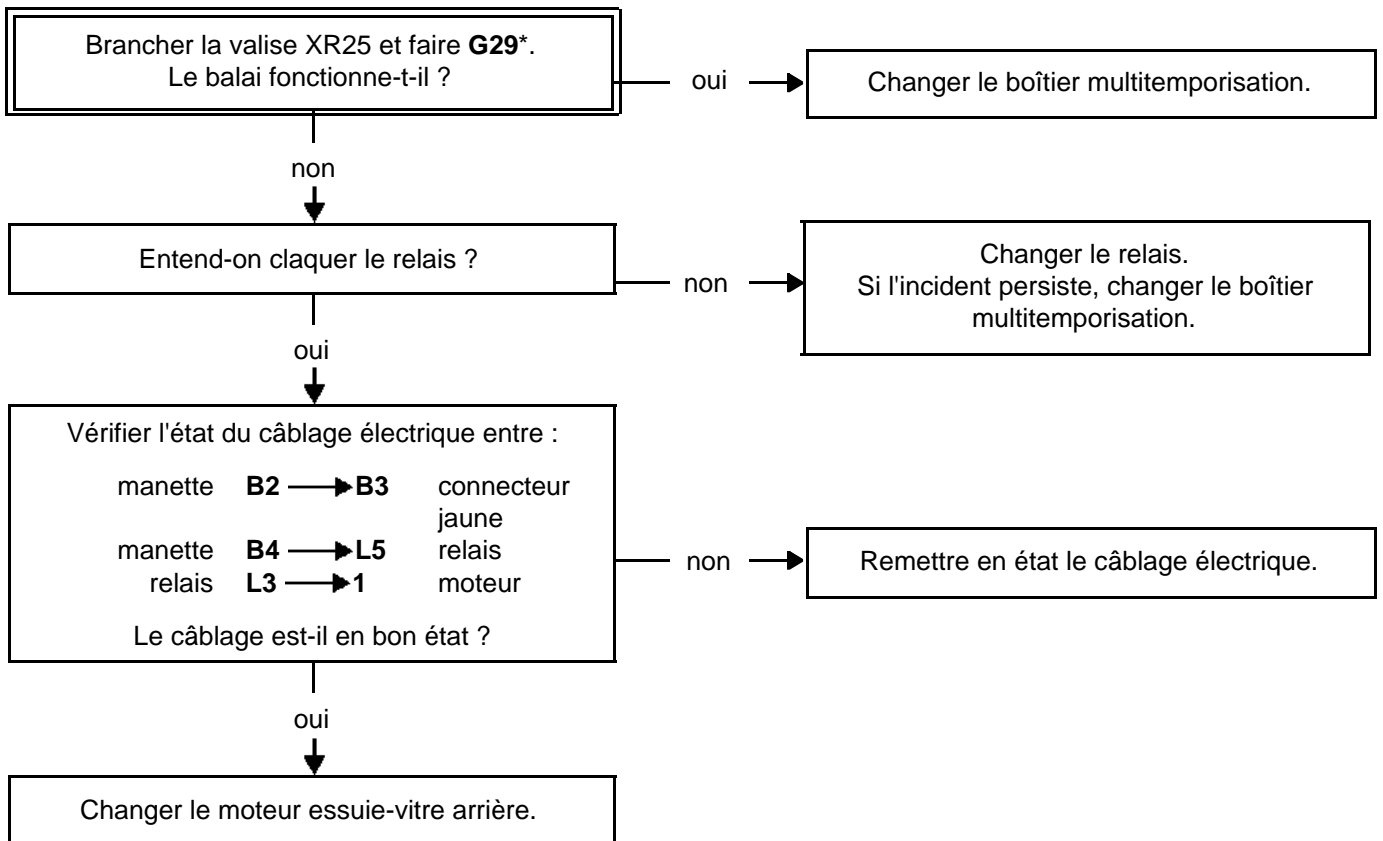 Brancher la valise XR25 et faire G29*.
Le balai fonctionne-t-il ?
oui
Changer le boîtier multitemporisation.
non
Entend-on claquer le relais ?
non
Changer le relais.
Si l'incident persiste, changer le boîtier
multitemporisation.
oui
Vérifier l'état du câblage électrique entre :
manette B2 B3 connecteur
jaune
manette B4 L5 relais
relais L3 1 moteur
Le câblage est-il en bon état ?
non
Remettre en état le câblage électrique.
oui
Changer le moteur essuie-vitre arrière.